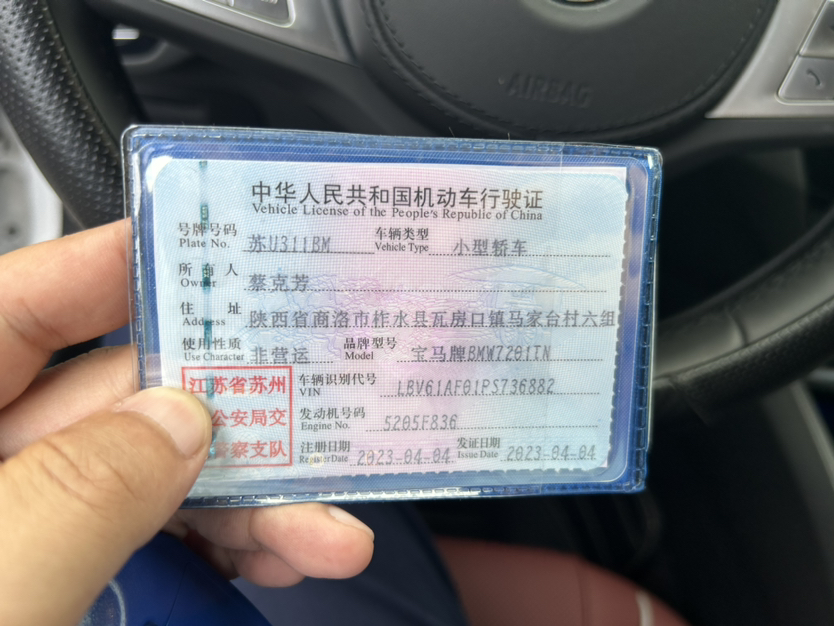 AIRBAG
中华人民共和国机动车行驶证
Vehicle License of the People's Republic of China
号牌号码 Plate No. 苏U311BM 车辆类型 Vehicle Type 小型轿车
所有人 Owner 蔡克芳
住址 Address 陕西省商洛市柞水县瓦房口镇马家台村六组
使用性质 Use Character 非营运 品牌型号 Model 宝马牌BMW7201TN
江苏省苏州 车辆识别代号 VIN LBV61AF01PS736882
公安局交 发动机号码 Engine No. 5205F836
察支队 注册日期 Register Date 2023-04-04 发证日期 Issue Date 2023-04-04